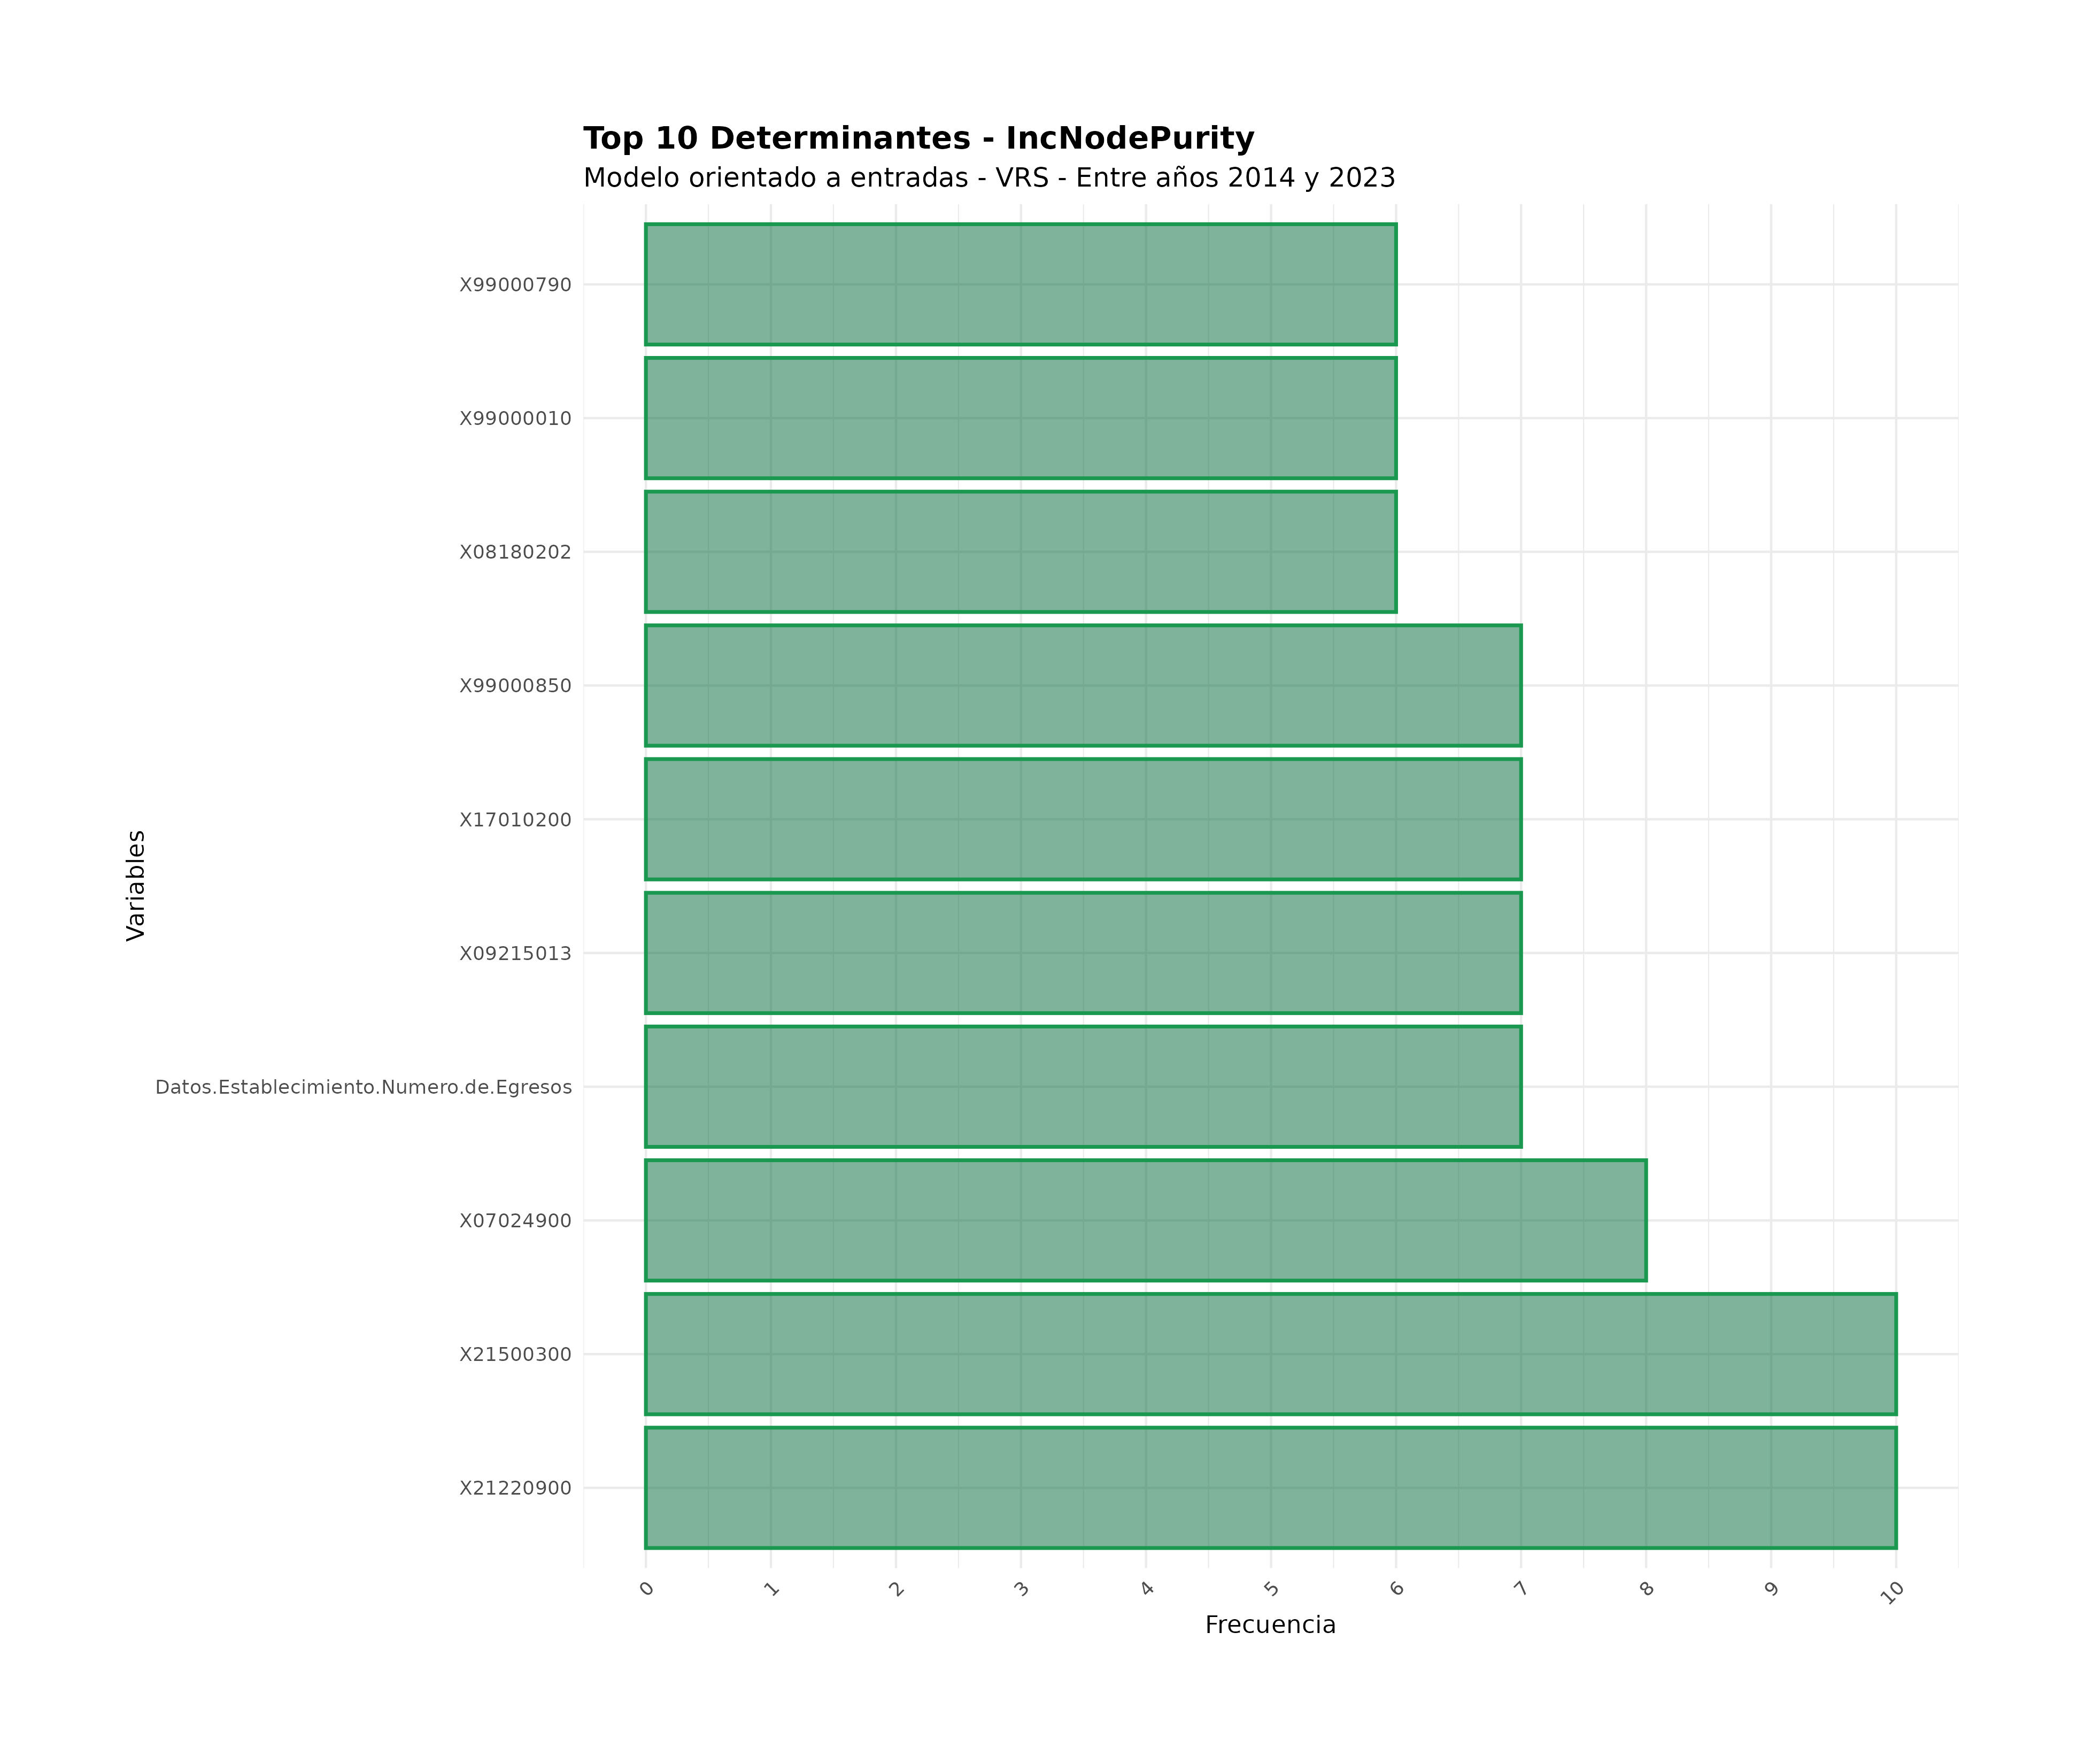 Top 10 Determinantes - IncNodePurity
Modelo orientado a entradas - VRS - Entre años 2014 y 2023
Variables
X99000790
X99000010
X08180202
X99000850
X17010200
X09215013
Datos.Establecimiento.Numero.de.Egresos
X07024900
X21500300
X21220900
0 1 2 3 4 5 6 7 8 9 10
Frecuencia